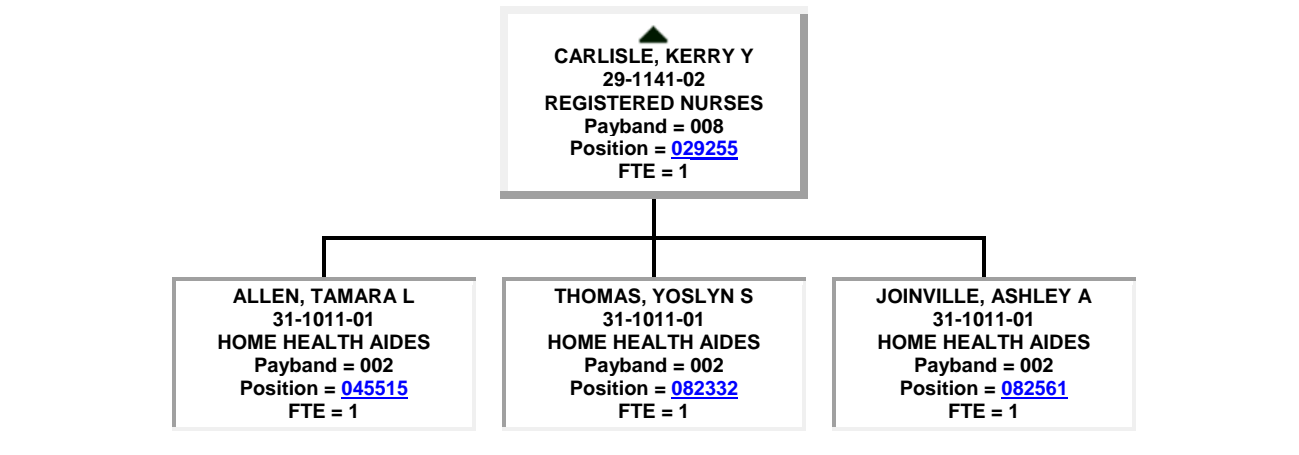 CARLISLE, KERRY Y
29-1141-02
REGISTERED NURSES
Payband = 008
Position = 029255
FTE = 1
ALLEN, TAMARA L
31-1011-01
HOME HEALTH AIDES
Payband = 002
Position = 045515
FTE = 1
THOMAS, YOSLYN S
31-1011-01
HOME HEALTH AIDES
Payband = 002
Position = 082332
FTE = 1
JOINVILLE, ASHLEY A
31-1011-01
HOME HEALTH AIDES
Payband = 002
Position = 082561
FTE = 1